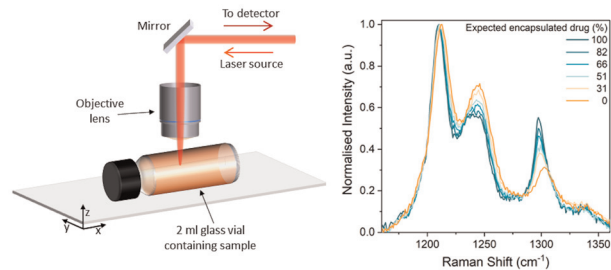 Mirror
To detector
Laser source
Objective
lens
2 ml glass vial
containing sample
z
y
x
Normalised Intensity (a.u.)
1.0
0.8
0.6
0.4
0.2
0.0
1200
1250
1300
1350
Raman Shift (cm⁻¹)
Expected encapsulated drug (%)
100
82
66
51
31
0